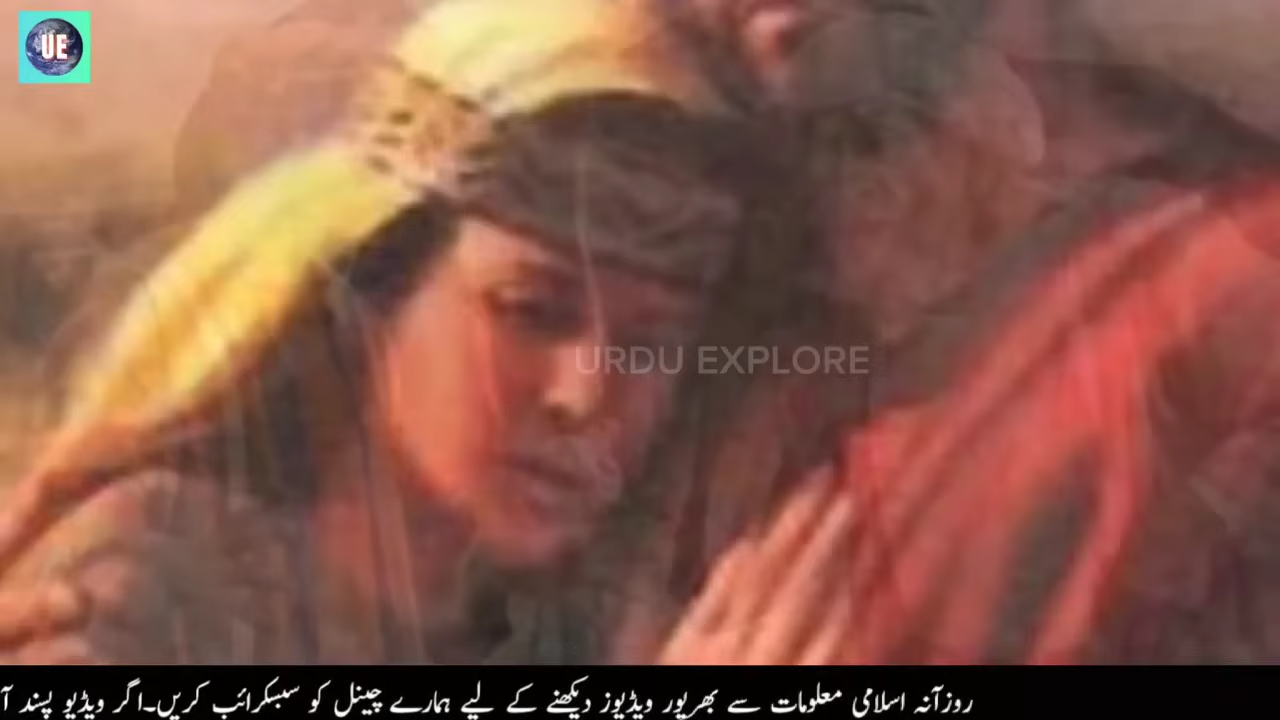 UE
URDU EXPLORE
روزآنہ اسلامی معلومات سے بھرپور ویڈیوز دیکھنے کے لیے ہمارے چینل کو سبسکرائب کریں۔اگر ویڈیو پسند آ